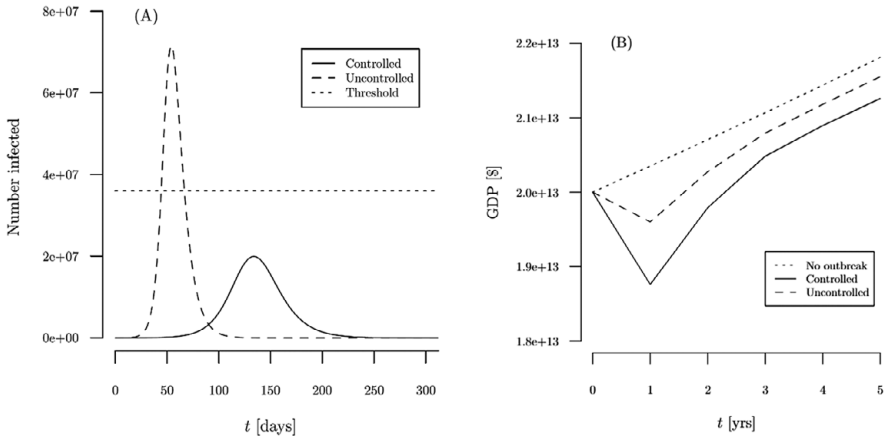 (A)
Number infected
8e+07
6e+07
4e+07
2e+07
0e+00
Controlled
Uncontrolled
Threshold
0 50 100 150 200 250 300
t [days]
(B)
GDP [$]
2.2e+13
2.1e+13
2.0e+13
1.9e+13
1.8e+13
No outbreak
Controlled
Uncontrolled
0 1 2 3 4 5
t [yrs]